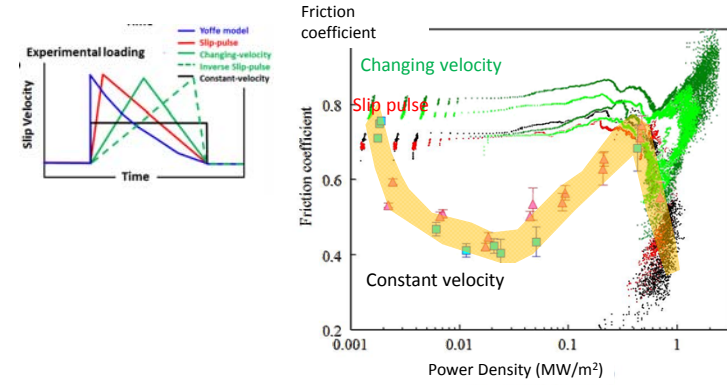 Experimental loading
Yoffe model
Slip-pulse
Changing-velocity
Inverse Slip-pulse
Constant-velocity
Slip Velocity
Time
Friction
coefficient
Changing velocity
Slip pulse
Constant velocity
Friction coefficient
0.8
0.6
0.4
0.2
0.001
0.01
0.1
1
Power Density (MW/m²)